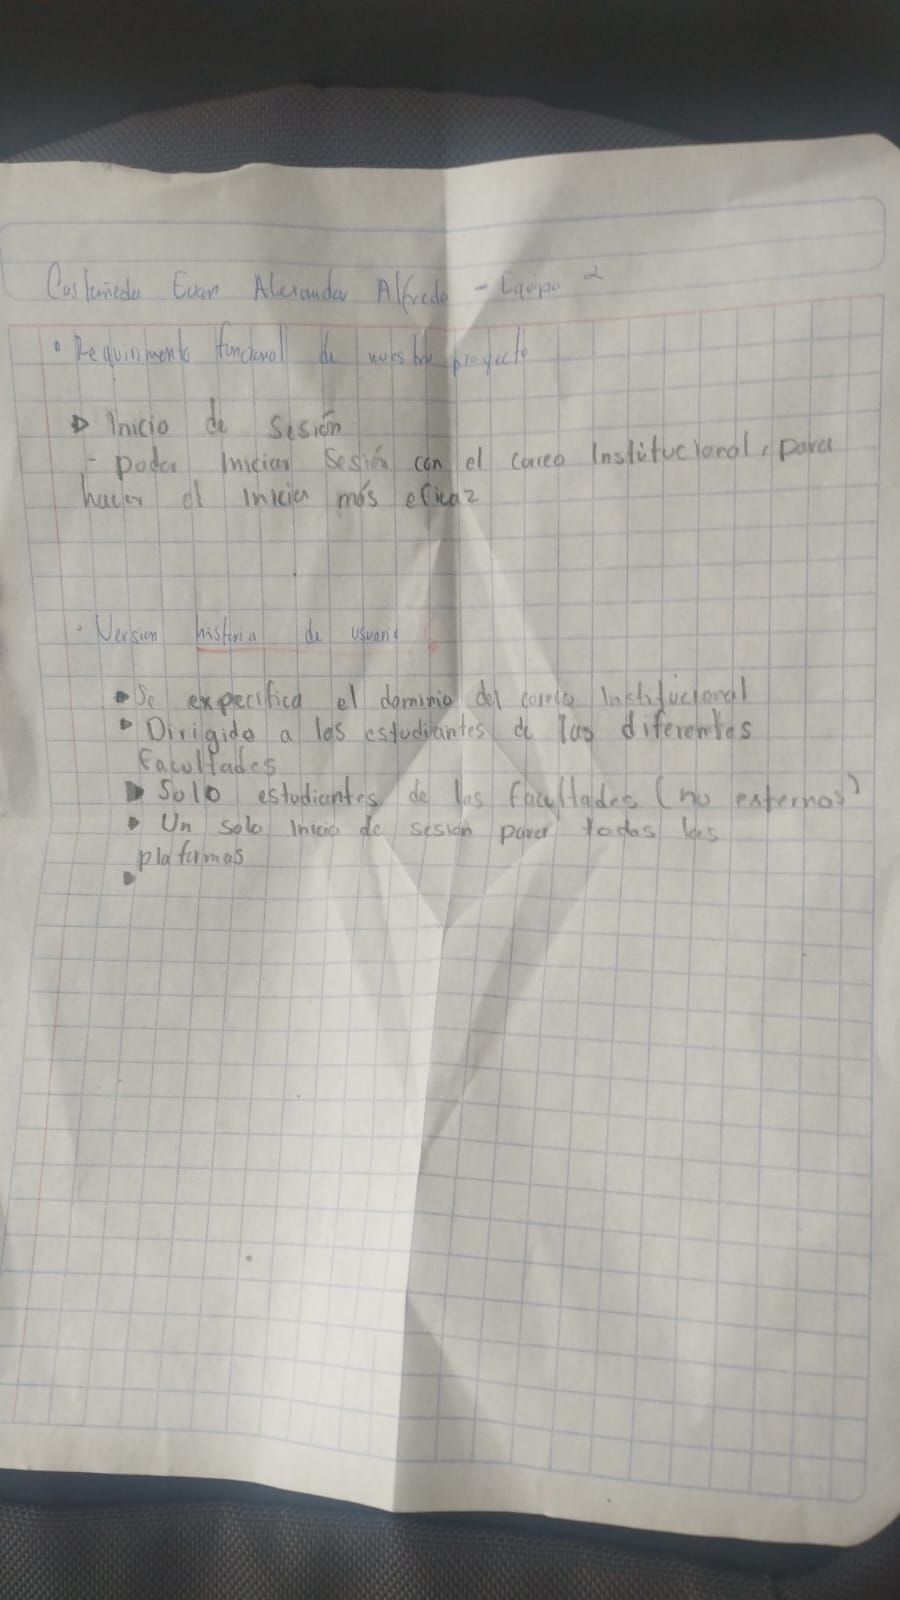 Castañeda Evan Alexander Alfredo - Equipo 2
• Requirimento funcional de nuestro proyecto
▷ Inicio de Sesión
- poder Iniciar Sesión con el correo Institucional, para
hacer el inicio más eficaz
• Version historia de usuario
▸ Se expecifica el dominio del correo Institucional
▸ Dirigido a los estudiantes de las diferentes
facultades
▸ Solo estudiantes de las facultades (no externos)
▸ Un solo inicio de sesion para todas las
plaformas
▸